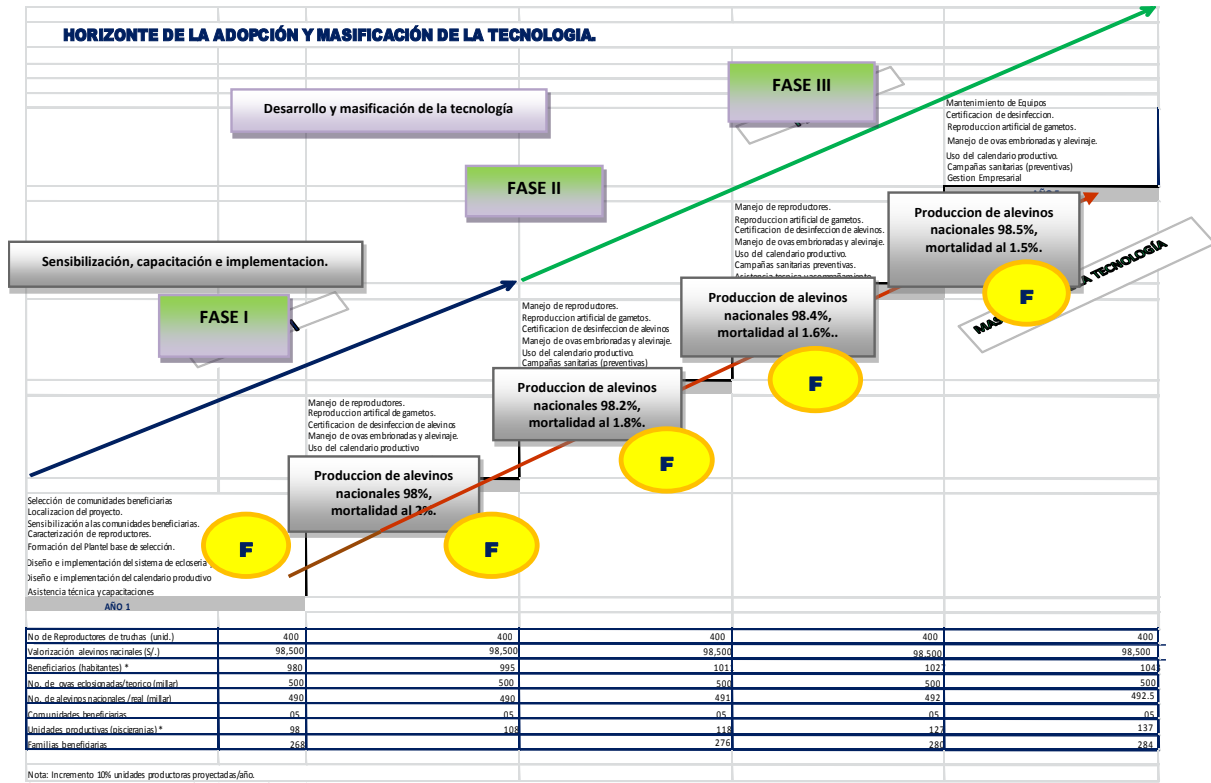 HORIZONTE DE LA ADOPCIÓN Y MASIFICACIÓN DE LA TECNOLOGIA.
FASE III
Desarrollo y masificación de la tecnología
Mantenimiento de Equipos
Certificacion de desinfeccion.
Reproduccion artificial de gametos.
Manejo de ovas embrionadas y alevinaje.
Uso del calendario productivo.
Campañas sanitarias (preventivas)
Gestion Empresarial
FASE II
Manejo de reproductores.
Reproduccion artificial de gametos.
Certificacion de desinfeccion de alevinos.
Manejo de ovas embrionadas y alevinaje.
Uso del calendario productivo.
Campañas sanitarias preventivas.
Asistencia tecnica y acompañamiento
Produccion de alevinos
nacionales 98.5%,
mortalidad al 1.5%.
Sensibilización, capacitación e implementacion.
F
MAS
A TECNOLOGÍA
FASE I
Manejo de reproductores.
Reproduccion artificial de gametos.
Certificacion de desinfeccion de alevinos
Manejo de ovas embrionadas y alevinaje.
Uso del calendario productivo.
Campañas sanitarias (preventivas)
Produccion de alevinos
nacionales 98.4%,
mortalidad al 1.6%..
F
Produccion de alevinos
nacionales 98.2%,
mortalidad al 1.8%.
F
Manejo de reproductores.
Reproduccion artifical de gametos.
Certificacion de desinfeccion de alevinos
Manejo de ovas embrionadas y alevinaje.
Uso del calendario productivo
Produccion de alevinos
nacionales 98%,
mortalidad al 2%.
F
F
Selección de comunidades beneficiarias
Localizacion del proyecto.
Sensibilización a las comunidades beneficiarias.
Caracterización de reproductores.
Formación del Plantel base de selección.
Diseño e implementación del sistema de ecloseria
Diseño e implementación del calendario productivo
Asistencia técnica y capacitaciones
AÑO 1
No de Reproductores de truchas (unid.) 400 400 400 400 400
Valorización alevinos nacinales (S/.) 98,500 98,500 98,500 98,500 98,500
Beneficiarios (habitantes) * 980 995 1011 1027 1043
No. de ovas eclosionadas/teorico (millar) 500 500 500 500 500
No. de alevinos nacionales /real (millar) 490 490 491 492 492.5
Comunidades beneficiarias 05 05 05 05 05
Unidades productivas (piscigranias) * 98 108 118 127 137
Familias beneficiarias 268 276 280 284
Nota: Incremento 10% unidades productoras proyectadas/año.